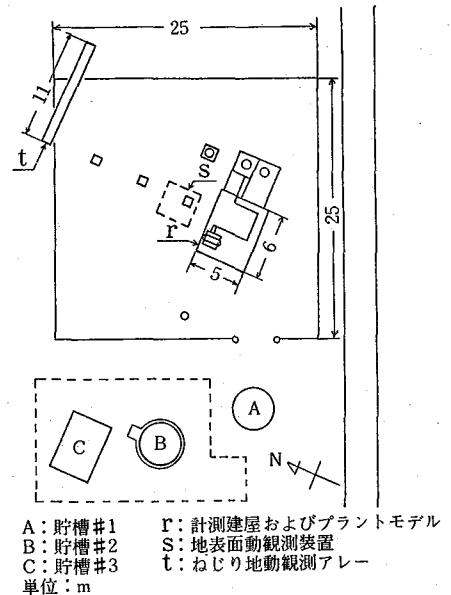 25
11
t
s
r
25
6
5
A
B
C
N
A：貯槽#1
B：貯槽#2
C：貯槽#3
単位：m
r：計測建屋およびプラントモデル
S：地表面動観測装置
t：ねじり地動観測アレー